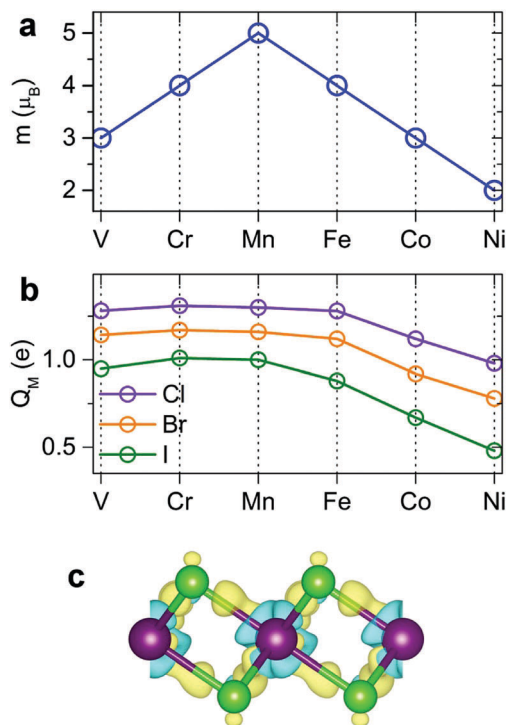 a
m (μB)
5
4
3
2
V Cr Mn Fe Co Ni
b
QM (e)
1.0
0.5
Cl
Br
I
V Cr Mn Fe Co Ni
c